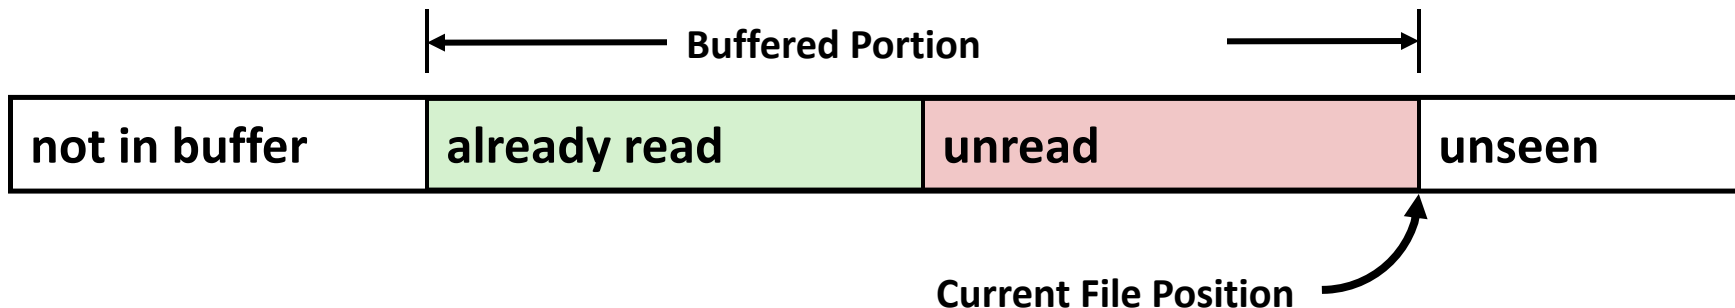 Buffered Portion
not in buffer
already read
unread
unseen
Current File Position